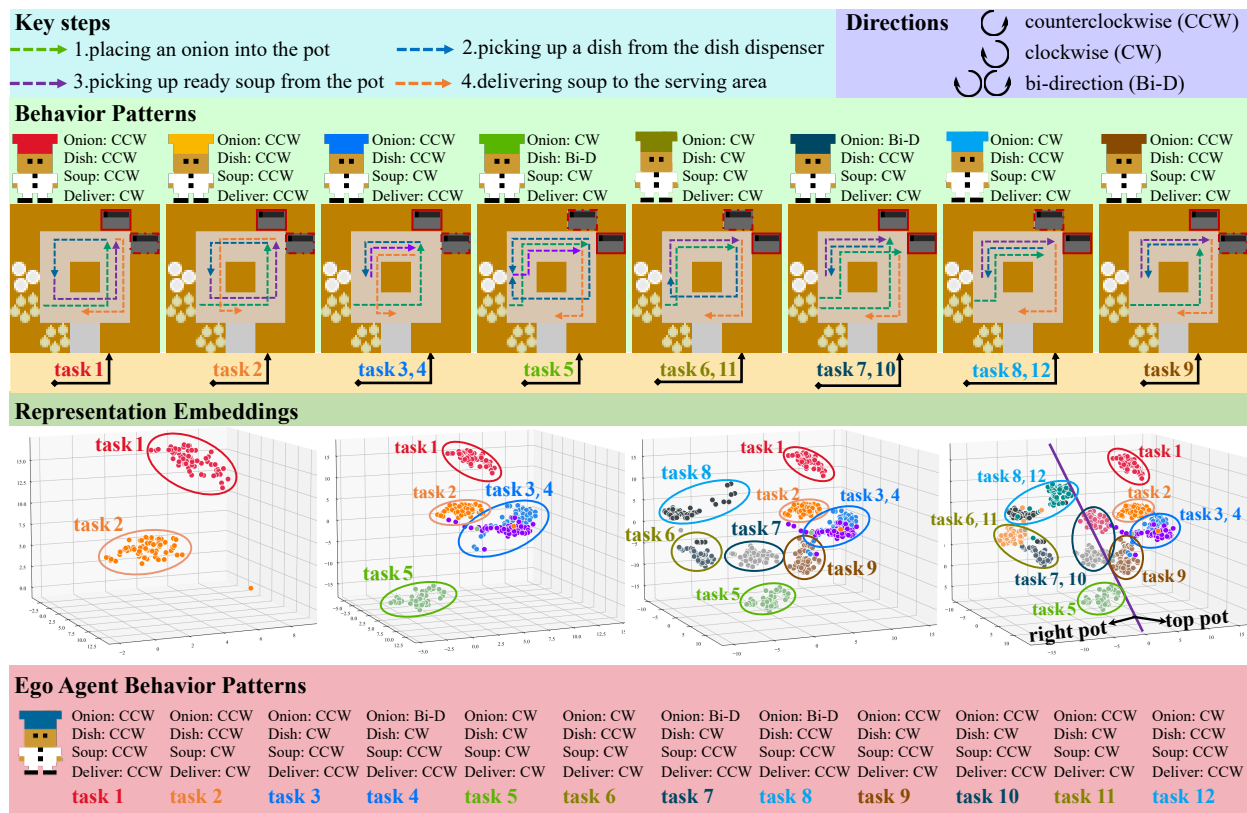 Key steps
1.placing an onion into the pot
2.picking up a dish from the dish dispenser
3.picking up ready soup from the pot
4.delivering soup to the serving area
Directions
counterclockwise (CCW)
clockwise (CW)
bi-direction (Bi-D)
Behavior Patterns
Onion: CCW
Dish: CCW
Soup: CCW
Deliver: CW
Onion: CCW
Dish: CCW
Soup: CCW
Deliver: CCW
Onion: CCW
Dish: CCW
Soup: CW
Deliver: CW
Onion: CW
Dish: Bi-D
Soup: CW
Deliver: CW
Onion: CW
Dish: CW
Soup: CW
Deliver: CW
Onion: Bi-D
Dish: CCW
Soup: CW
Deliver: CW
Onion: CW
Dish: CCW
Soup: CW
Deliver: CW
Onion: CCW
Dish: CCW
Soup: CW
Deliver: CW
task 1
task 2
task 3, 4
task 5
task 6, 11
task 7, 10
task 8, 12
task 9
Representation Embeddings
task 1
task 2
task 1
task 2
task 3, 4
task 5
task 1
task 8
task 2
task 3, 4
task 6
task 7
task 9
task 5
task 1
task 8, 12
task 2
task 6, 11
task 3, 4
task 7, 10
task 9
task 5
right pot
top pot
Ego Agent Behavior Patterns
Onion: CCW
Dish: CCW
Soup: CCW
Deliver: CCW
task 1
Onion: CCW
Dish: CCW
Soup: CW
Deliver: CW
task 2
Onion: CCW
Dish: CW
Soup: CW
Deliver: CCW
task 3
Onion: Bi-D
Dish: CW
Soup: CCW
Deliver: CCW
task 4
Onion: CW
Dish: CW
Soup: CCW
Deliver: CW
task 5
Onion: CW
Dish: CW
Soup: CW
Deliver: CW
task 6
Onion: Bi-D
Dish: CW
Soup: CW
Deliver: CCW
task 7
Onion: Bi-D
Dish: CCW
Soup: CCW
Deliver: CCW
task 8
Onion: CCW
Dish: CW
Soup: CCW
Deliver: CW
task 9
Onion: CCW
Dish: CW
Soup: CCW
Deliver: CCW
task 10
Onion: CCW
Dish: CCW
Soup: CCW
Deliver: CW
task 11
Onion: CW
Dish: CCW
Soup: CCW
Deliver: CCW
task 12